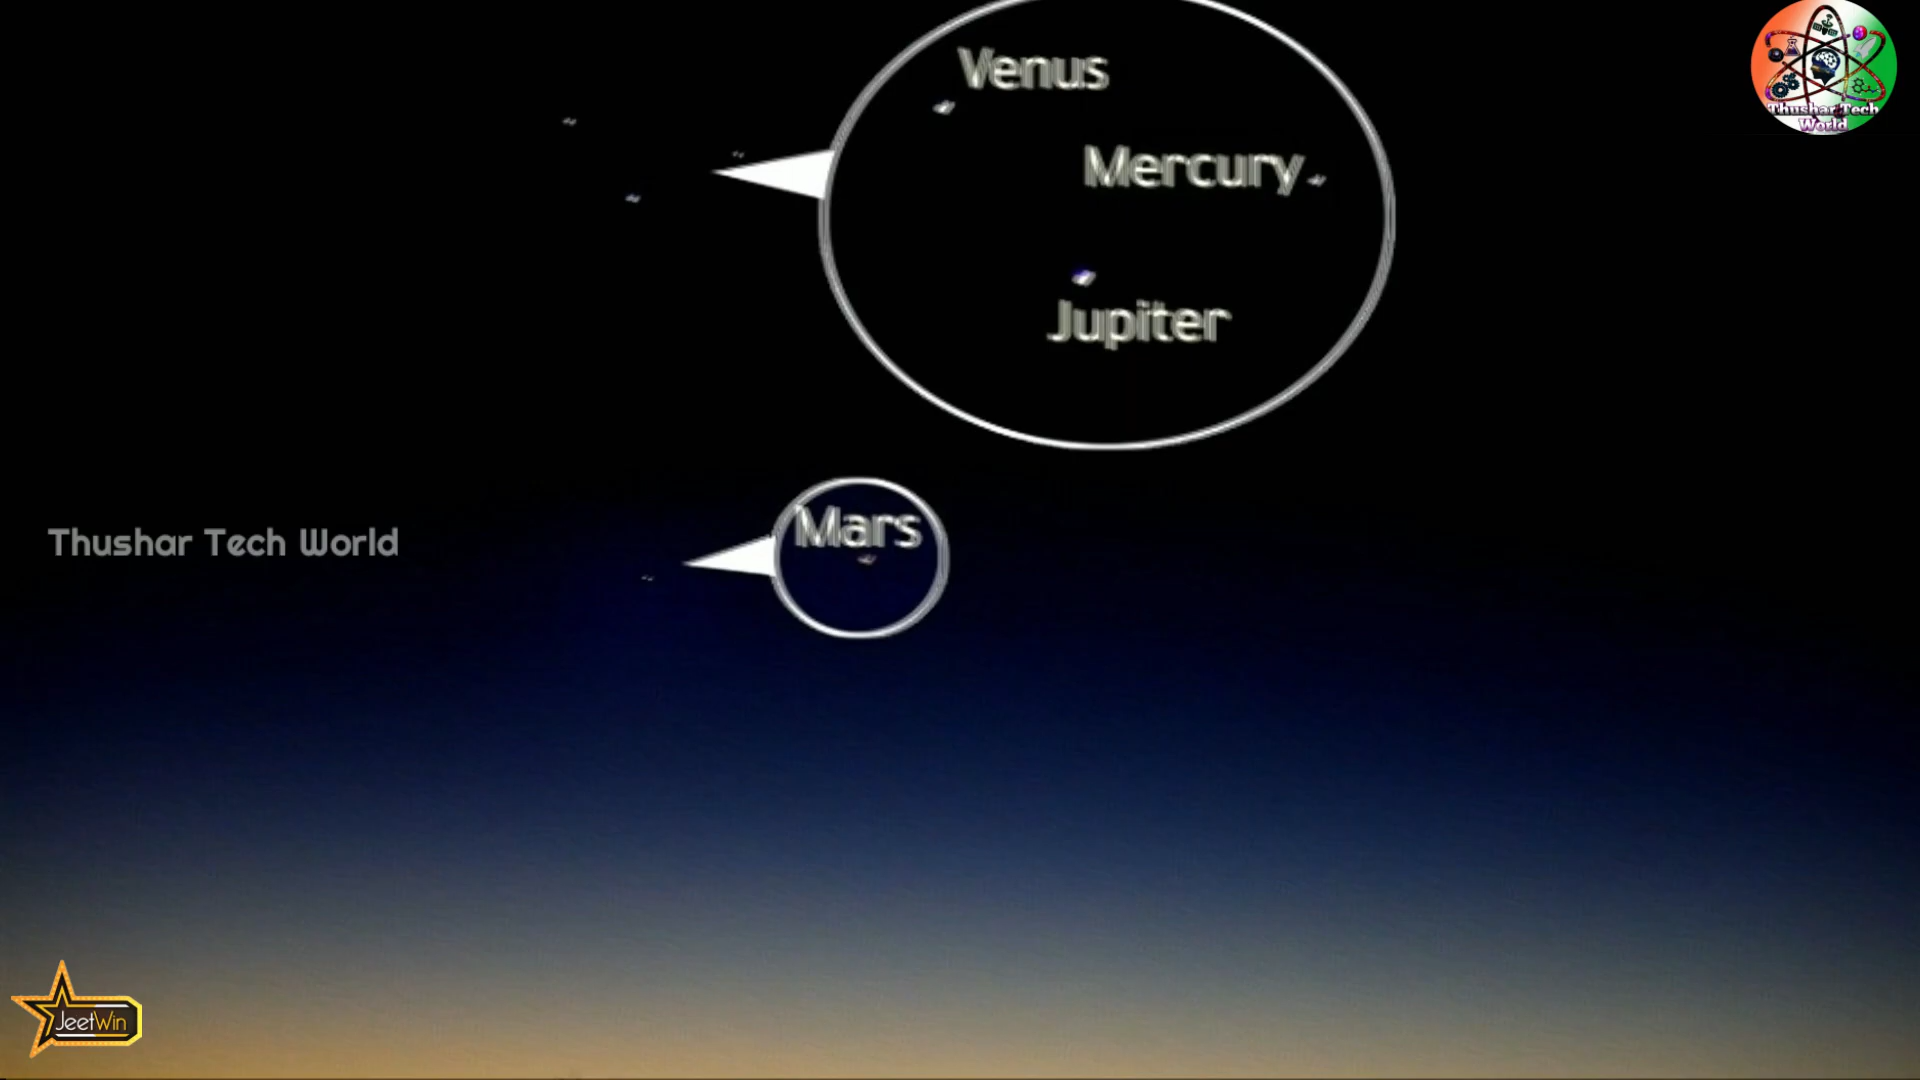 Venus
Mercury
Jupiter
Mars
Thushar Tech World
Thushar Tech
World
JeetWin